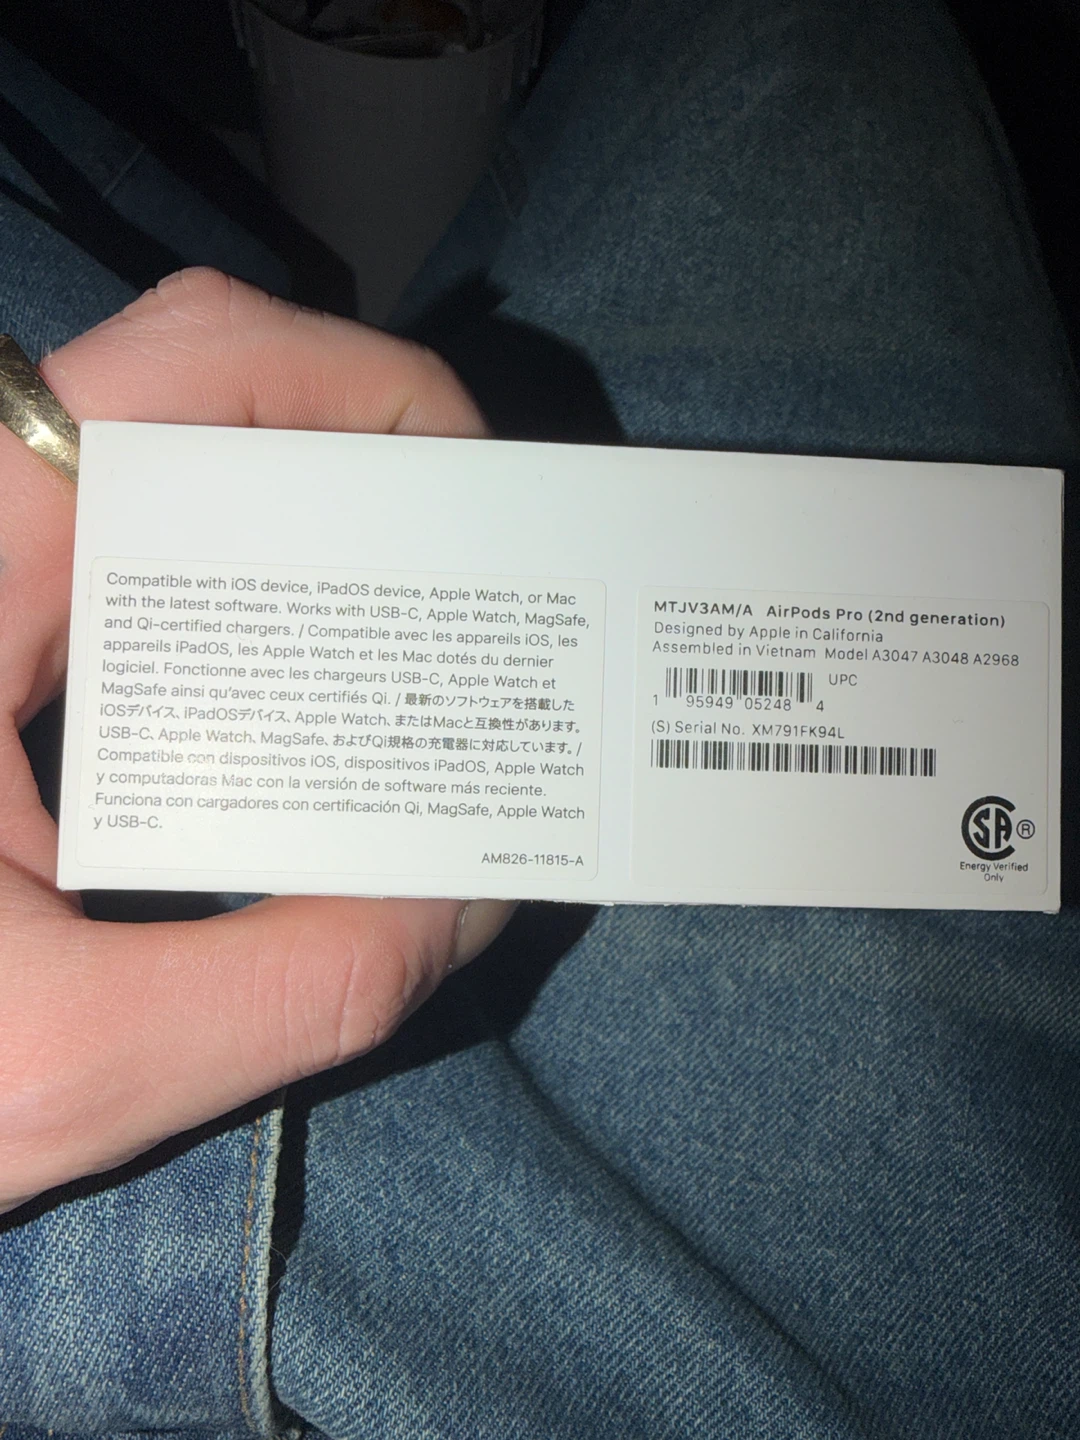 Compatible with iOS device, iPadOS device, Apple Watch, or Mac
with the latest software. Works with USB-C, Apple Watch, MagSafe,
and Qi-certified chargers. / Compatible avec les appareils iOS, les
appareils iPadOS, les Apple Watch et les Mac dotés du dernier
logiciel. Fonctionne avec les chargeurs USB-C, Apple Watch et
MagSafe ainsi qu'avec ceux certifiés Qi. / 最新のソフトウェアを搭載した
iOSデバイス、iPadOSデバイス、Apple Watch、またはMacと互換性があります。
USB-C、Apple Watch、MagSafe、およびQi規格の充電器に対応しています。 /
Compatible con dispositivos iOS, dispositivos iPadOS, Apple Watch
y computadoras Mac con la versión de software más reciente.
Funciona con cargadores con certificación Qi, MagSafe, Apple Watch
y USB-C.
AM826-11815-A
MTJV3AM/A AirPods Pro (2nd generation)
Designed by Apple in California
Assembled in Vietnam Model A3047 A3048 A2968
UPC
1 95949 05248 4
(S) Serial No. XM791FK94L
SA ®
Energy Verified
Only